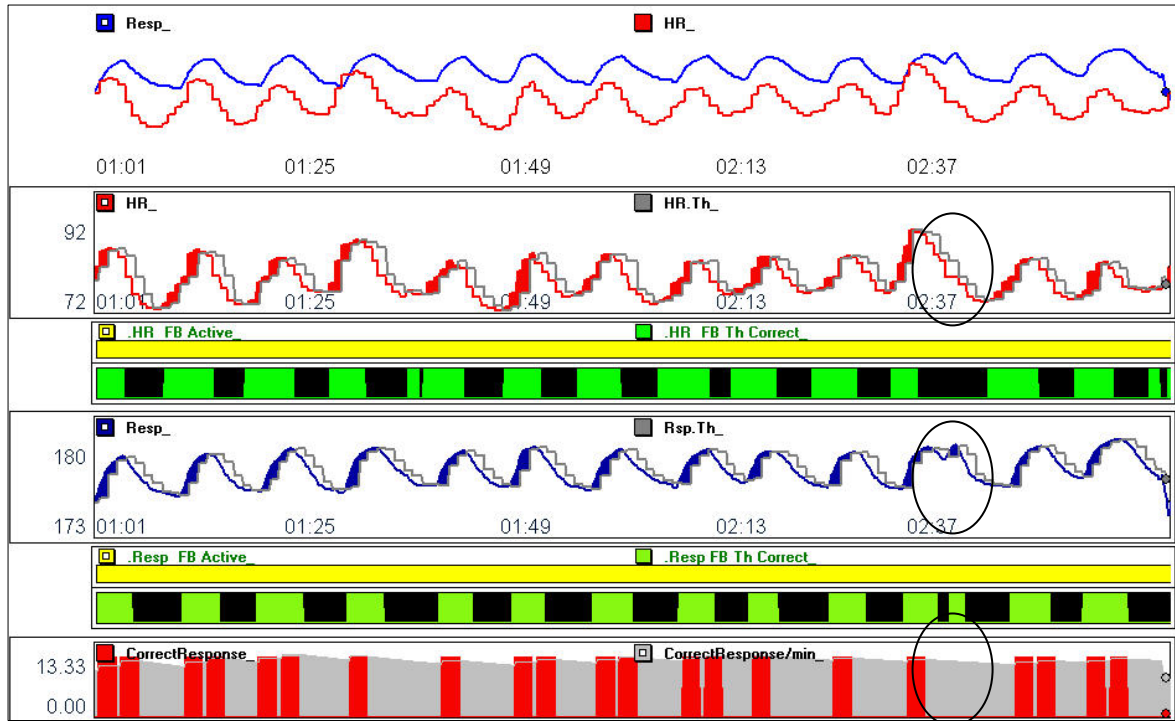 Resp_ HR_
01:01 01:25 01:49 02:13 02:37
HR_ HR.Th_
92
72 01:01 01:25 01:49 02:13 02:37
.HR FB Active_ .HR FB Th Correct_
Resp_ Rsp.Th_
180
173 01:01 01:25 01:49 02:13 02:37
.Resp FB Active_ .Resp FB Th Correct_
CorrectResponse_ CorrectResponse/min_
13.33
0.00